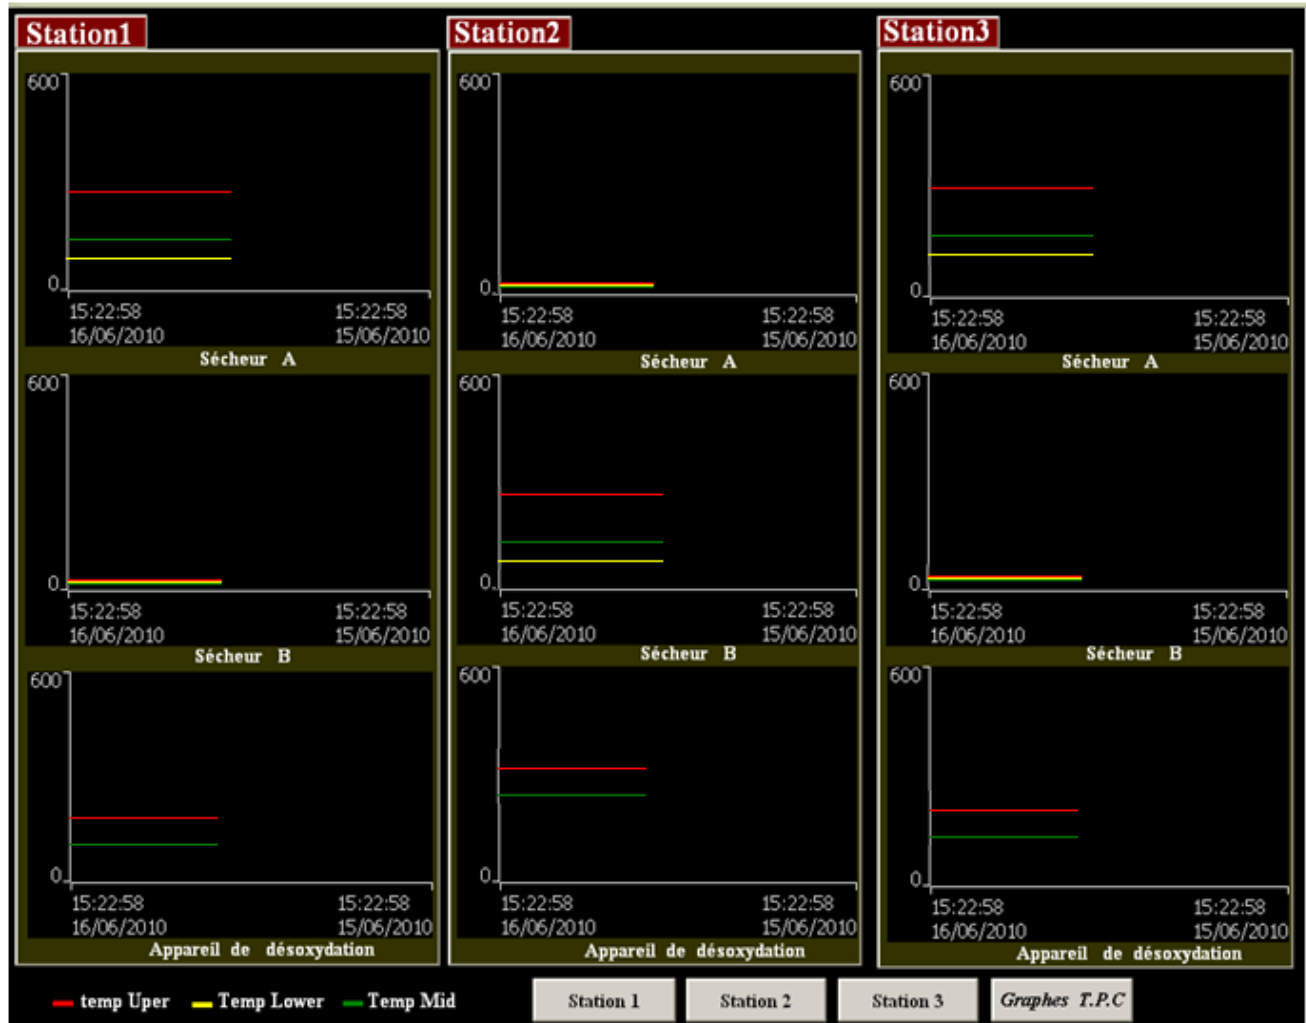 Station1
600
0
15:22:58 15:22:58
16/06/2010 15/06/2010
Sécheur A
600
0
15:22:58 15:22:58
16/06/2010 15/06/2010
Sécheur B
600
0
15:22:58 15:22:58
16/06/2010 15/06/2010
Appareil de désoxydation
Station2
600
0
15:22:58 15:22:58
16/06/2010 15/06/2010
Sécheur A
600
0
15:22:58 15:22:58
16/06/2010 15/06/2010
Sécheur B
600
0
15:22:58 15:22:58
16/06/2010 15/06/2010
Appareil de désoxydation
Station3
600
0
15:22:58 15:22:58
16/06/2010 15/06/2010
Sécheur A
600
0
15:22:58 15:22:58
16/06/2010 15/06/2010
Sécheur B
600
0
15:22:58 15:22:58
16/06/2010 15/06/2010
Appareil de désoxydation
temp Uper Temp Lower Temp Mid
Station 1 Station 2 Station 3 Graphes T.P.C